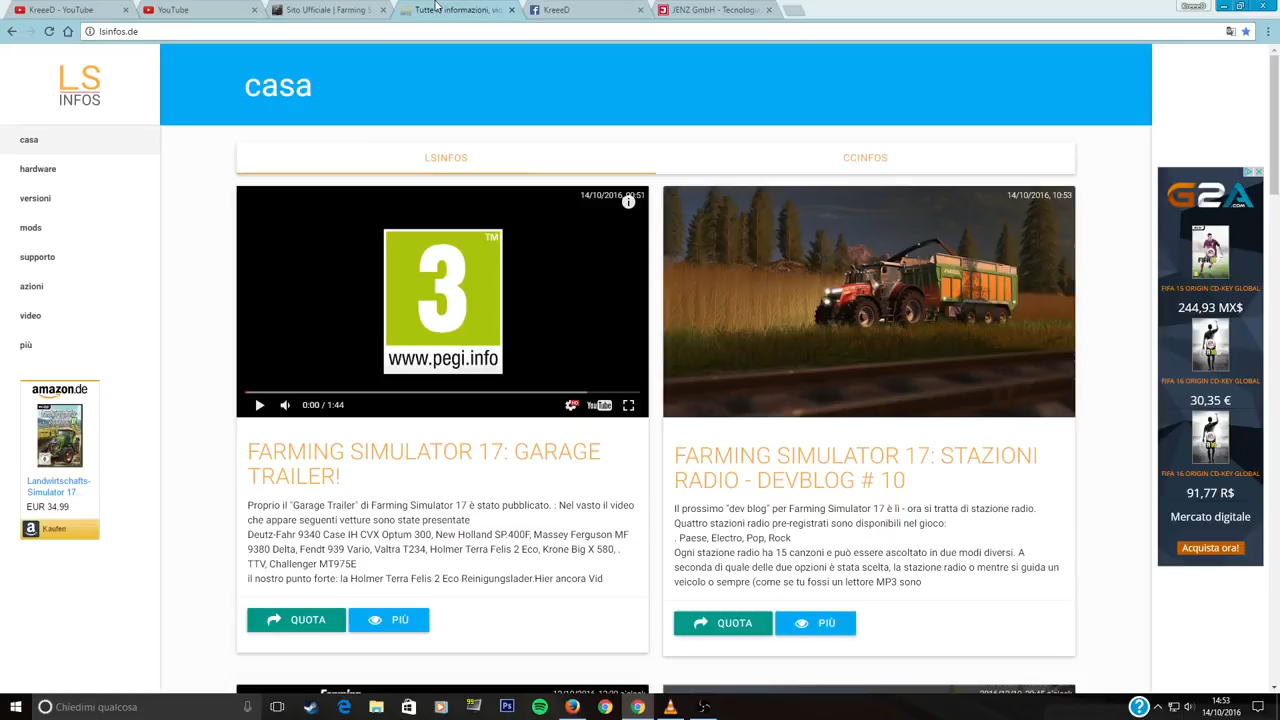 KreeeD - YouTube
YouTube
Sito Ufficiale | Farming S
Tutte le informazioni, vid
KreeeD
JENZ GmbH - Tecnologi
KreeeD
lsinfos.de
LS
INFOS
casa
casa
hardware
versioni
mods
supporto
azioni
video
più
amazon.de
Landwirtschafts-
Simulator 17...
EUR 34,99
Kaufen
LSINFOS
CCINFOS
14/10/2016, 00:51
3
TM
www.pegi.info
0:00 / 1:44
HD
YouTube
FARMING SIMULATOR 17: GARAGE
TRAILER!
Proprio il "Garage Trailer" di Farming Simulator 17 è stato pubblicato. : Nel vasto il video
che appare seguenti vetture sono state presentate
Deutz-Fahr 9340 Case IH CVX Optum 300, New Holland SP.400F, Massey Ferguson MF
9380 Delta, Fendt 939 Vario, Valtra T234, Holmer Terra Felis 2 Eco, Krone Big X 580, .
TTV, Challenger MT975E
il nostro punto forte: la Holmer Terra Felis 2 Eco Reinigungslader.Hier ancora Vid
QUOTA
PIÙ
14/10/2016, 10:53
FARMING SIMULATOR 17: STAZIONI
RADIO - DEVBLOG # 10
Il prossimo "dev blog" per Farming Simulator 17 è lì - ora si tratta di stazione radio.
Quattro stazioni radio pre-registrati sono disponibili nel gioco:
. Paese, Electro, Pop, Rock
Ogni stazione radio ha 15 canzoni e può essere ascoltato in due modi diversi. A
seconda di quale delle due opzioni è stata scelta, la stazione radio o mentre si guida un
veicolo o sempre (come se tu fossi un lettore MP3 sono
QUOTA
PIÙ
G2A
.COM
FIFA 15 ORIGIN CD-KEY GLOBAL
244,93 MX$
FIFA 16 ORIGIN CD-KEY GLOBAL
30,35 €
FIFA 16 ORIGIN CD-KEY GLOBAL
91,77 R$
Mercato digitale
Acquista ora!
Chiedimi qualcosa
14:53
14/10/2016